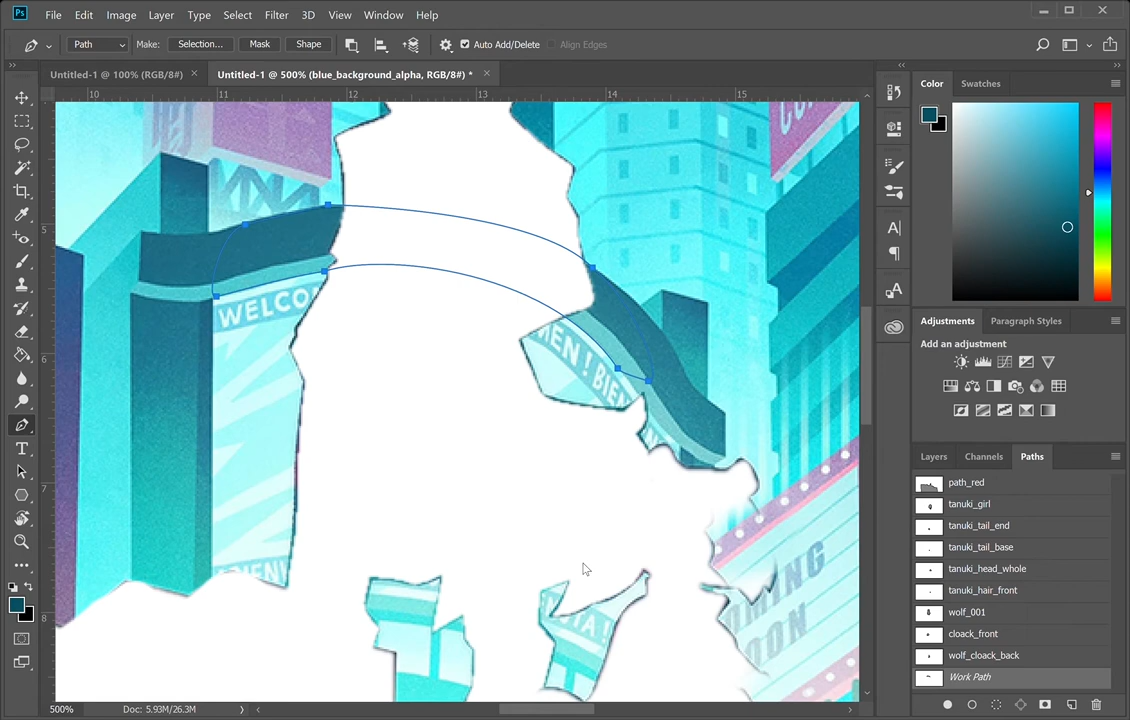 Ps File Edit Image Layer Type Select Filter 3D View Window Help
Path Make: Selection... Mask Shape Auto Add/Delete Align Edges
Untitled-1 @ 100% (RGB/8#) × Untitled-1 @ 500% (blue_background_alpha, RGB/8#) * ×
10 11 12 13 14 15
5
6
7
8
WELCO
MEN ! BIEN
COMING
OON
Color Swatches
Adjustments Paragraph Styles
Add an adjustment
Layers Channels Paths
path_red
tanuki_girl
tanuki_tail_end
tanuki_tail_base
tanuki_head_whole
tanuki_hair_front
wolf_001
cloack_front
wolf_cloack_back
Work Path
500% Doc: 5.93M/26.3M